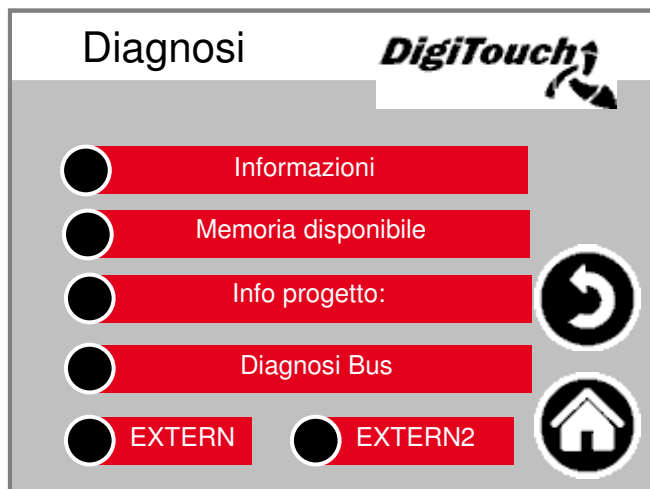 Diagnosi
DigiTouch
Informazioni
Memoria disponibile
Info progetto:
Diagnosi Bus
EXTERN
EXTERN2